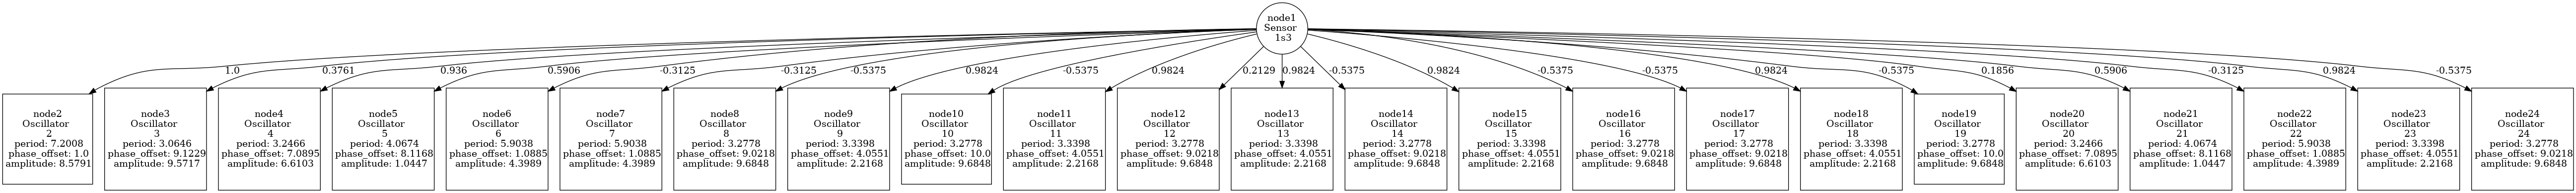 node1
Sensor
1s3
1.0
0.3761
0.936
0.5906
-0.3125
-0.3125
-0.5375
0.9824
-0.5375
0.9824
0.2129
0.9824
-0.5375
0.9824
-0.5375
-0.5375
0.9824
-0.5375
0.1856
0.5906
-0.3125
0.9824
-0.5375
node2
Oscillator
2
period: 7.2008
phase_offset: 1.0
amplitude: 8.5791
node3
Oscillator
3
period: 3.0646
phase_offset: 9.1229
amplitude: 9.5717
node4
Oscillator
4
period: 3.2466
phase_offset: 7.0895
amplitude: 6.6103
node5
Oscillator
5
period: 4.0674
phase_offset: 8.1168
amplitude: 1.0447
node6
Oscillator
6
period: 5.9038
phase_offset: 1.0885
amplitude: 4.3989
node7
Oscillator
7
period: 5.9038
phase_offset: 1.0885
amplitude: 4.3989
node8
Oscillator
8
period: 3.2778
phase_offset: 9.0218
amplitude: 9.6848
node9
Oscillator
9
period: 3.3398
phase_offset: 4.0551
amplitude: 2.2168
node10
Oscillator
10
period: 3.2778
phase_offset: 10.0
amplitude: 9.6848
node11
Oscillator
11
period: 3.3398
phase_offset: 4.0551
amplitude: 2.2168
node12
Oscillator
12
period: 3.2778
phase_offset: 9.0218
amplitude: 9.6848
node13
Oscillator
13
period: 3.3398
phase_offset: 4.0551
amplitude: 2.2168
node14
Oscillator
14
period: 3.2778
phase_offset: 9.0218
amplitude: 9.6848
node15
Oscillator
15
period: 3.3398
phase_offset: 4.0551
amplitude: 2.2168
node16
Oscillator
16
period: 3.2778
phase_offset: 9.0218
amplitude: 9.6848
node17
Oscillator
17
period: 3.2778
phase_offset: 9.0218
amplitude: 9.6848
node18
Oscillator
18
period: 3.3398
phase_offset: 4.0551
amplitude: 2.2168
node19
Oscillator
19
period: 3.2778
phase_offset: 10.0
amplitude: 9.6848
node20
Oscillator
20
period: 3.2466
phase_offset: 7.0895
amplitude: 6.6103
node21
Oscillator
21
period: 4.0674
phase_offset: 8.1168
amplitude: 1.0447
node22
Oscillator
22
period: 5.9038
phase_offset: 1.0885
amplitude: 4.3989
node23
Oscillator
23
period: 3.3398
phase_offset: 4.0551
amplitude: 2.2168
node24
Oscillator
24
period: 3.2778
phase_offset: 9.0218
amplitude: 9.6848